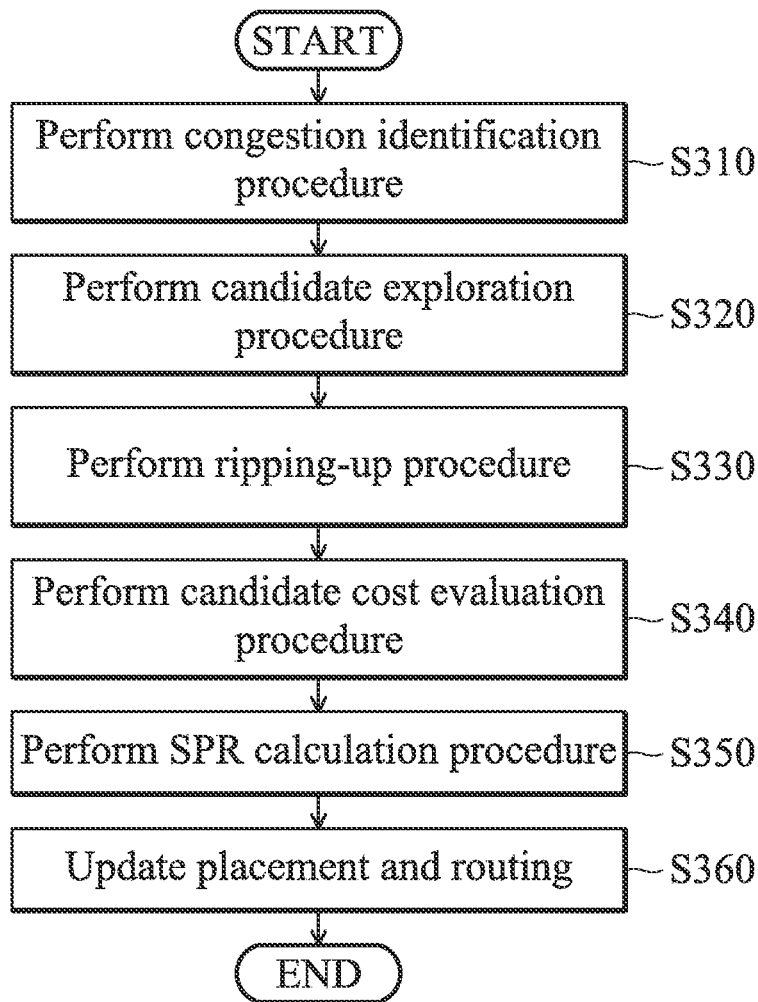 START
Perform congestion identification
procedure
S310
Perform candidate exploration
procedure
S320
Perform ripping-up procedure
S330
Perform candidate cost evaluation
procedure
S340
Perform SPR calculation procedure
S350
Update placement and routing
S360
END